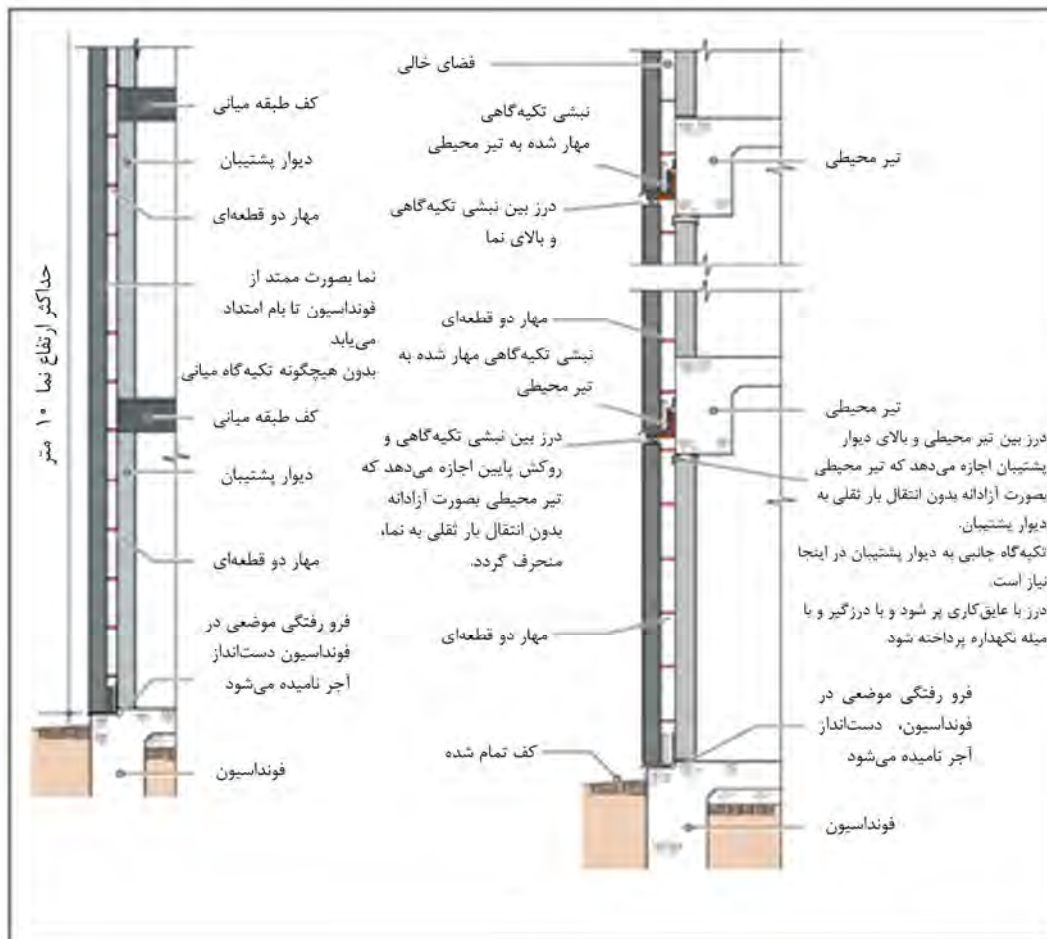 فضای خالی
نبشی تکیه‌گاهی
مهار شده به تیر محیطی
تیر محیطی
درز بین نبشی تکیه‌گاهی
و بالای نما
مهار دو قطعه‌ای
نبشی تکیه‌گاهی مهار شده به
تیر محیطی
تیر محیطی
درز بین تیر محیطی و بالای دیوار
پشتیبان اجازه می‌دهد که تیر محیطی
بصورت آزادانه بدون انتقال بار ثقلی به
دیوار پشتیبان.
تکیه‌گاه جانبی به دیوار پشتیبان در اینجا
نیاز است.
درز با عایق‌کاری پر شود و با درزگیر و با
میله نگهداره پرداخته شود.
درز بین نبشی تکیه‌گاهی و
روکش پایین اجازه می‌دهد که
تیر محیطی بصورت آزادانه
بدون انتقال بار ثقلی به نما،
منحرف گردد.
مهار دو قطعه‌ای
فرو رفتگی موضعی در
فونداسیون، دست‌انداز
آجر نامیده می‌شود
کف تمام شده
فونداسیون
کف طبقه میانی
دیوار پشتیبان
مهار دو قطعه‌ای
نما بصورت ممتد از
فونداسیون تا بام امتداد
می‌یابد
بدون هیچگونه تکیه‌گاه میانی
کف طبقه میانی
دیوار پشتیبان
مهار دو قطعه‌ای
فرو رفتگی موضعی در
فونداسیون دست‌انداز
آجر نامیده می‌شود
فونداسیون
حداکثر ارتفاع نما ۱۰ متر